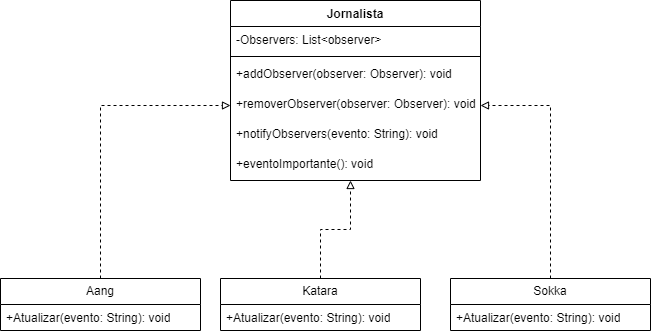 Jornalista
-Observers: List<observer>
+addObserver(observer: Observer): void
+removerObserver(observer: Observer): void
+notifyObservers(evento: String): void
+eventoImportante(): void
Aang
+Atualizar(evento: String): void
Katara
+Atualizar(evento: String): void
Sokka
+Atualizar(evento: String): void